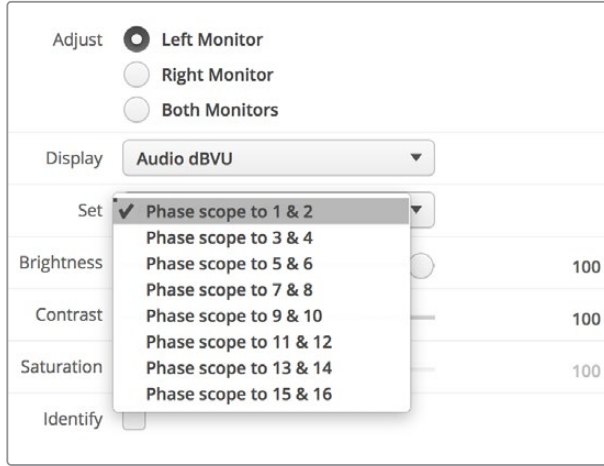 Adjust
Left Monitor
Right Monitor
Both Monitors
Display
Audio dBVU
Set
Phase scope to 1 & 2
Phase scope to 3 & 4
Phase scope to 5 & 6
Phase scope to 7 & 8
Phase scope to 9 & 10
Phase scope to 11 & 12
Phase scope to 13 & 14
Phase scope to 15 & 16
Brightness
100
Contrast
100
Saturation
100
Identify